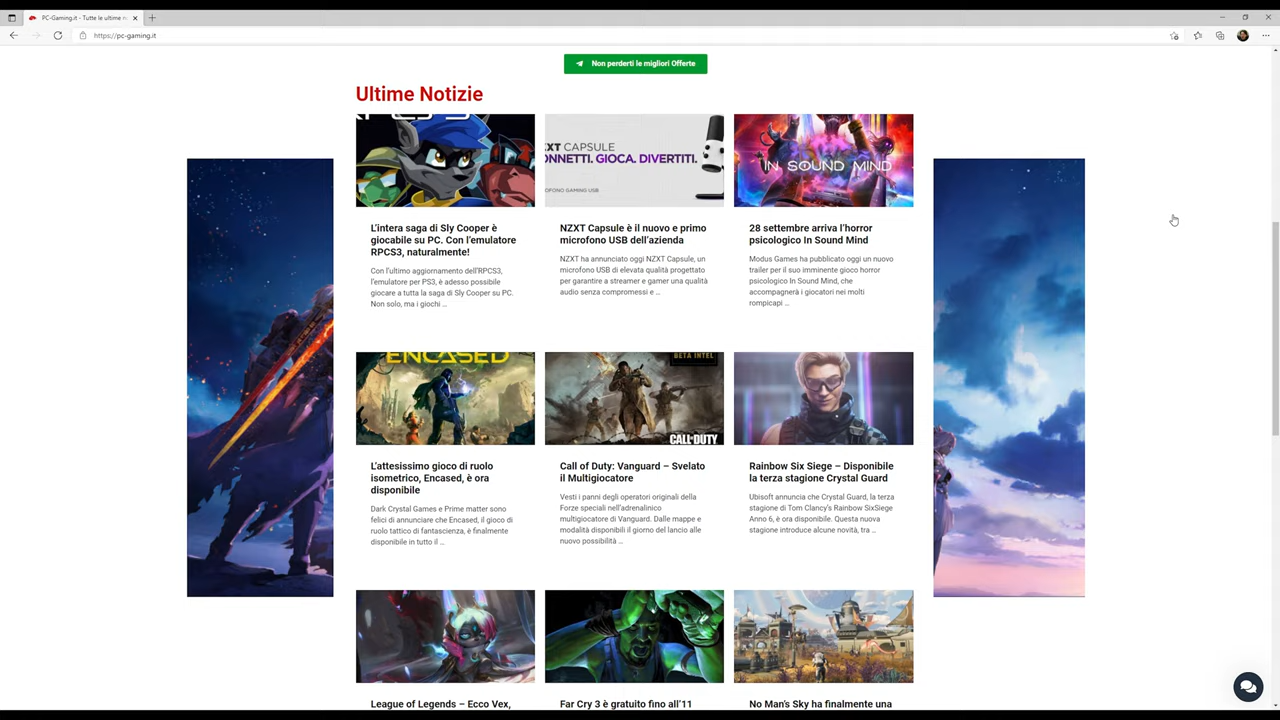 PC-Gaming.it - Tutte le ultime n
https://pc-gaming.it
Non perderti le migliori Offerte
Ultime Notizie
RPCS3
L'intera saga di Sly Cooper è
giocabile su PC. Con l'emulatore
RPCS3, naturalmente!
Con l'ultimo aggiornamento dell'RPCS3,
l'emulatore per PS3, è adesso possibile
giocare a tutta la saga di Sly Cooper su PC.
Non solo, ma i giochi ...
XT CAPSULE
ONNETTI. GIOCA. DIVERTITI.
OFONO GAMING USB
NZXT Capsule è il nuovo e primo
microfono USB dell'azienda
NZXT ha annunciato oggi NZXT Capsule, un
microfono USB di elevata qualità progettato
per garantire a streamer e gamer una qualità
audio senza compromessi e ...
IN SOUND MIND
28 settembre arriva l'horror
psicologico In Sound Mind
Modus Games ha pubblicato oggi un nuovo
trailer per il suo imminente gioco horror
psicologico In Sound Mind, che
accompagnerà i giocatori nei molti
rompicapi ...
ENCASED
L'attesissimo gioco di ruolo
isometrico, Encased, è ora
disponibile
Dark Crystal Games e Prime matter sono
felici di annunciare che Encased, il gioco di
ruolo tattico di fantascienza, è finalmente
disponibile in tutto il ...
BETA INTEL
CALL OF DUTY
Call of Duty: Vanguard – Svelato
il Multigiocatore
Vesti i panni degli operatori originali della
Forze speciali nell'adrenalinico
multigiocatore di Vanguard. Dalle mappe e
modalità disponibili il giorno del lancio alle
nuovo possibilità ...
Rainbow Six Siege – Disponibile
la terza stagione Crystal Guard
Ubisoft annuncia che Crystal Guard, la terza
stagione di Tom Clancy's Rainbow SixSiege
Anno 6, è ora disponibile. Questa nuova
stagione introduce alcune novità, tra ...
League of Legends – Ecco Vex,
Far Cry 3 è gratuito fino all'11
No Man's Sky ha finalmente una